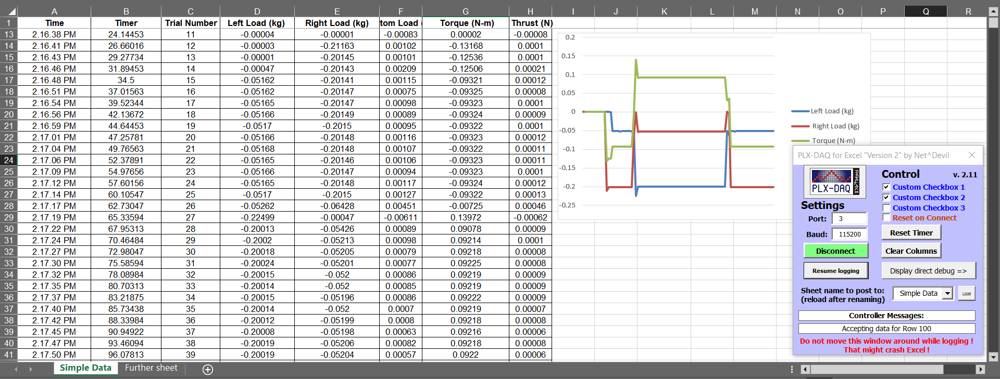 A B C D E F G H I J K L M N O P Q R
1 Time Timer Trial Number Left Load (kg) Right Load (kg) tom Load ( Torque (N-m) Thrust (N)
13 2.16.38 PM 24.14453 11 -0.00004 -0.00001 -0.00083 0.00002 -0.00008
14 2.16.41 PM 26.66016 12 -0.00003 -0.21163 0.00102 -0.13168 0.0001
15 2.16.43 PM 29.27734 13 -0.00001 -0.20145 0.00101 -0.12536 0.0001
16 2.16.46 PM 31.89453 14 -0.00047 -0.20143 0.00209 -0.12506 0.00021
17 2.16.48 PM 34.5 15 -0.05162 -0.20141 0.00115 -0.09321 0.00012
18 2.16.51 PM 37.01563 16 -0.05162 -0.20147 0.00075 -0.09325 0.00008
19 2.16.54 PM 39.52344 17 -0.05165 -0.20147 0.00098 -0.09323 0.0001
20 2.16.56 PM 42.13672 18 -0.05166 -0.20149 0.00089 -0.09324 0.00009
21 2.16.59 PM 44.64453 19 -0.0517 -0.2015 0.00095 -0.09322 0.0001
22 2.17.01 PM 47.25781 20 -0.05166 -0.20148 0.00116 -0.09323 0.00012
23 2.17.04 PM 49.76563 21 -0.05168 -0.20148 0.00107 -0.09322 0.00011
24 2.17.06 PM 52.37891 22 -0.05165 -0.20146 0.00106 -0.09323 0.00011
25 2.17.09 PM 54.97656 23 -0.05166 -0.20147 0.00094 -0.09323 0.0001
26 2.17.12 PM 57.60156 24 -0.05165 -0.20148 0.00117 -0.09324 0.00012
27 2.17.14 PM 60.10547 25 -0.0517 -0.2015 0.00127 -0.09322 0.00013
28 2.17.17 PM 62.73047 26 -0.05262 -0.06428 0.00451 -0.00725 0.00046
29 2.17.19 PM 65.33594 27 -0.22499 -0.00047 -0.00611 0.13972 -0.00062
30 2.17.22 PM 67.95313 28 -0.20013 -0.05426 0.00089 0.09078 0.00009
31 2.17.24 PM 70.46484 29 -0.2002 -0.05213 0.00098 0.09214 0.0001
32 2.17.27 PM 72.98047 30 -0.20018 -0.05205 0.00079 0.09218 0.00008
33 2.17.30 PM 75.58594 31 -0.20024 -0.05201 0.00077 0.09225 0.00008
34 2.17.32 PM 78.08984 32 -0.20015 -0.052 0.00086 0.09219 0.00009
35 2.17.35 PM 80.70313 33 -0.20014 -0.052 0.00085 0.09219 0.00009
36 2.17.37 PM 83.21875 34 -0.20015 -0.05196 0.00086 0.09222 0.00009
37 2.17.40 PM 85.73438 35 -0.20014 -0.052 0.0007 0.09219 0.00007
38 2.17.42 PM 88.33984 36 -0.20012 -0.05199 0.0008 0.09218 0.00008
39 2.17.45 PM 90.94922 37 -0.20008 -0.05198 0.00063 0.09216 0.00006
40 2.17.47 PM 93.46094 38 -0.20019 -0.05206 0.00082 0.09218 0.00008
41 2.17.50 PM 96.07813 39 -0.20019 -0.05204 0.00057 0.0922 0.00006
0.2
0.15
0.1
0.05
0
-0.05
-0.1
-0.15
-0.2
-0.25
Left Load (kg)
Right Load (kg)
Torque (N-m)
PLX-DAQ for Excel "Version 2" by Net^Devil
PLX-DAQ
PARALLAX
Control v. 2.11
Custom Checkbox 1
Custom Checkbox 2
Custom Checkbox 3
Reset on Connect
Settings
Port: 3
Baud: 115200
Reset Timer
Disconnect
Clear Columns
Resume logging
Display direct debug =>
Sheet name to post to:
(reload after renaming)
Simple Data
Load
Controller Messages:
Accepting data for Row 100
Do not move this window around while logging !
That might crash Excel !
Simple Data Further sheet